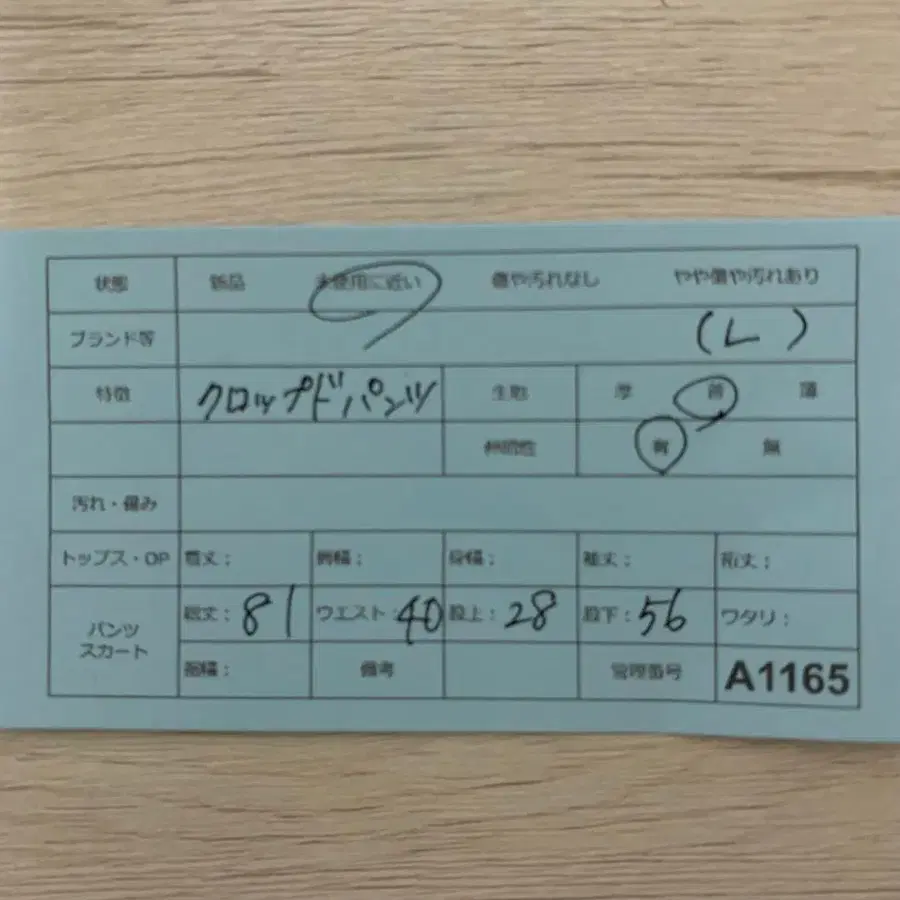 状態 新品 未使用に近い 傷や汚れなし やや傷や汚れあり
ブランド等 (L)
特徴 クロップドパンツ 生地 厚 普 薄
伸縮性 有 無
汚れ・傷み
トップス・OP 着丈： 肩幅： 身幅： 袖丈： 裄丈：
パンツ スカート 総丈：81 ウエスト：40 股上：28 股下：56 ワタリ：
裾幅： 備考 管理番号 A1165